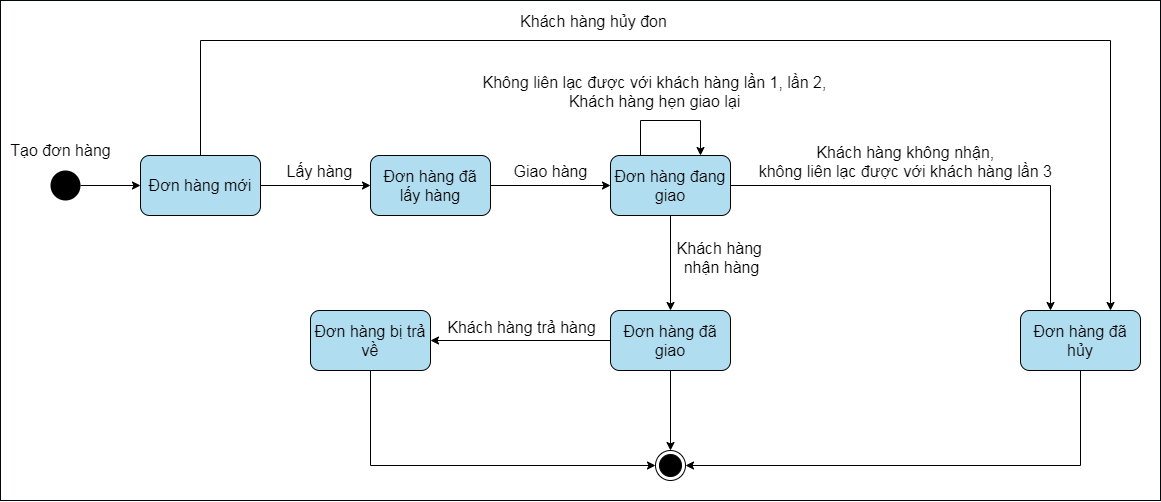 Khách hàng hủy đon
Không liên lạc được với khách hàng lần 1, lần 2,
Khách hàng hẹn giao lại
Tạo đơn hàng
Đơn hàng mới
Lấy hàng
Đơn hàng đã
lấy hàng
Giao hàng
Đơn hàng đang
giao
Khách hàng không nhận,
không liên lạc được với khách hàng lần 3
Khách hàng
nhận hàng
Đơn hàng bị trả
về
Khách hàng trả hàng
Đơn hàng đã
giao
Đơn hàng đã
hủy